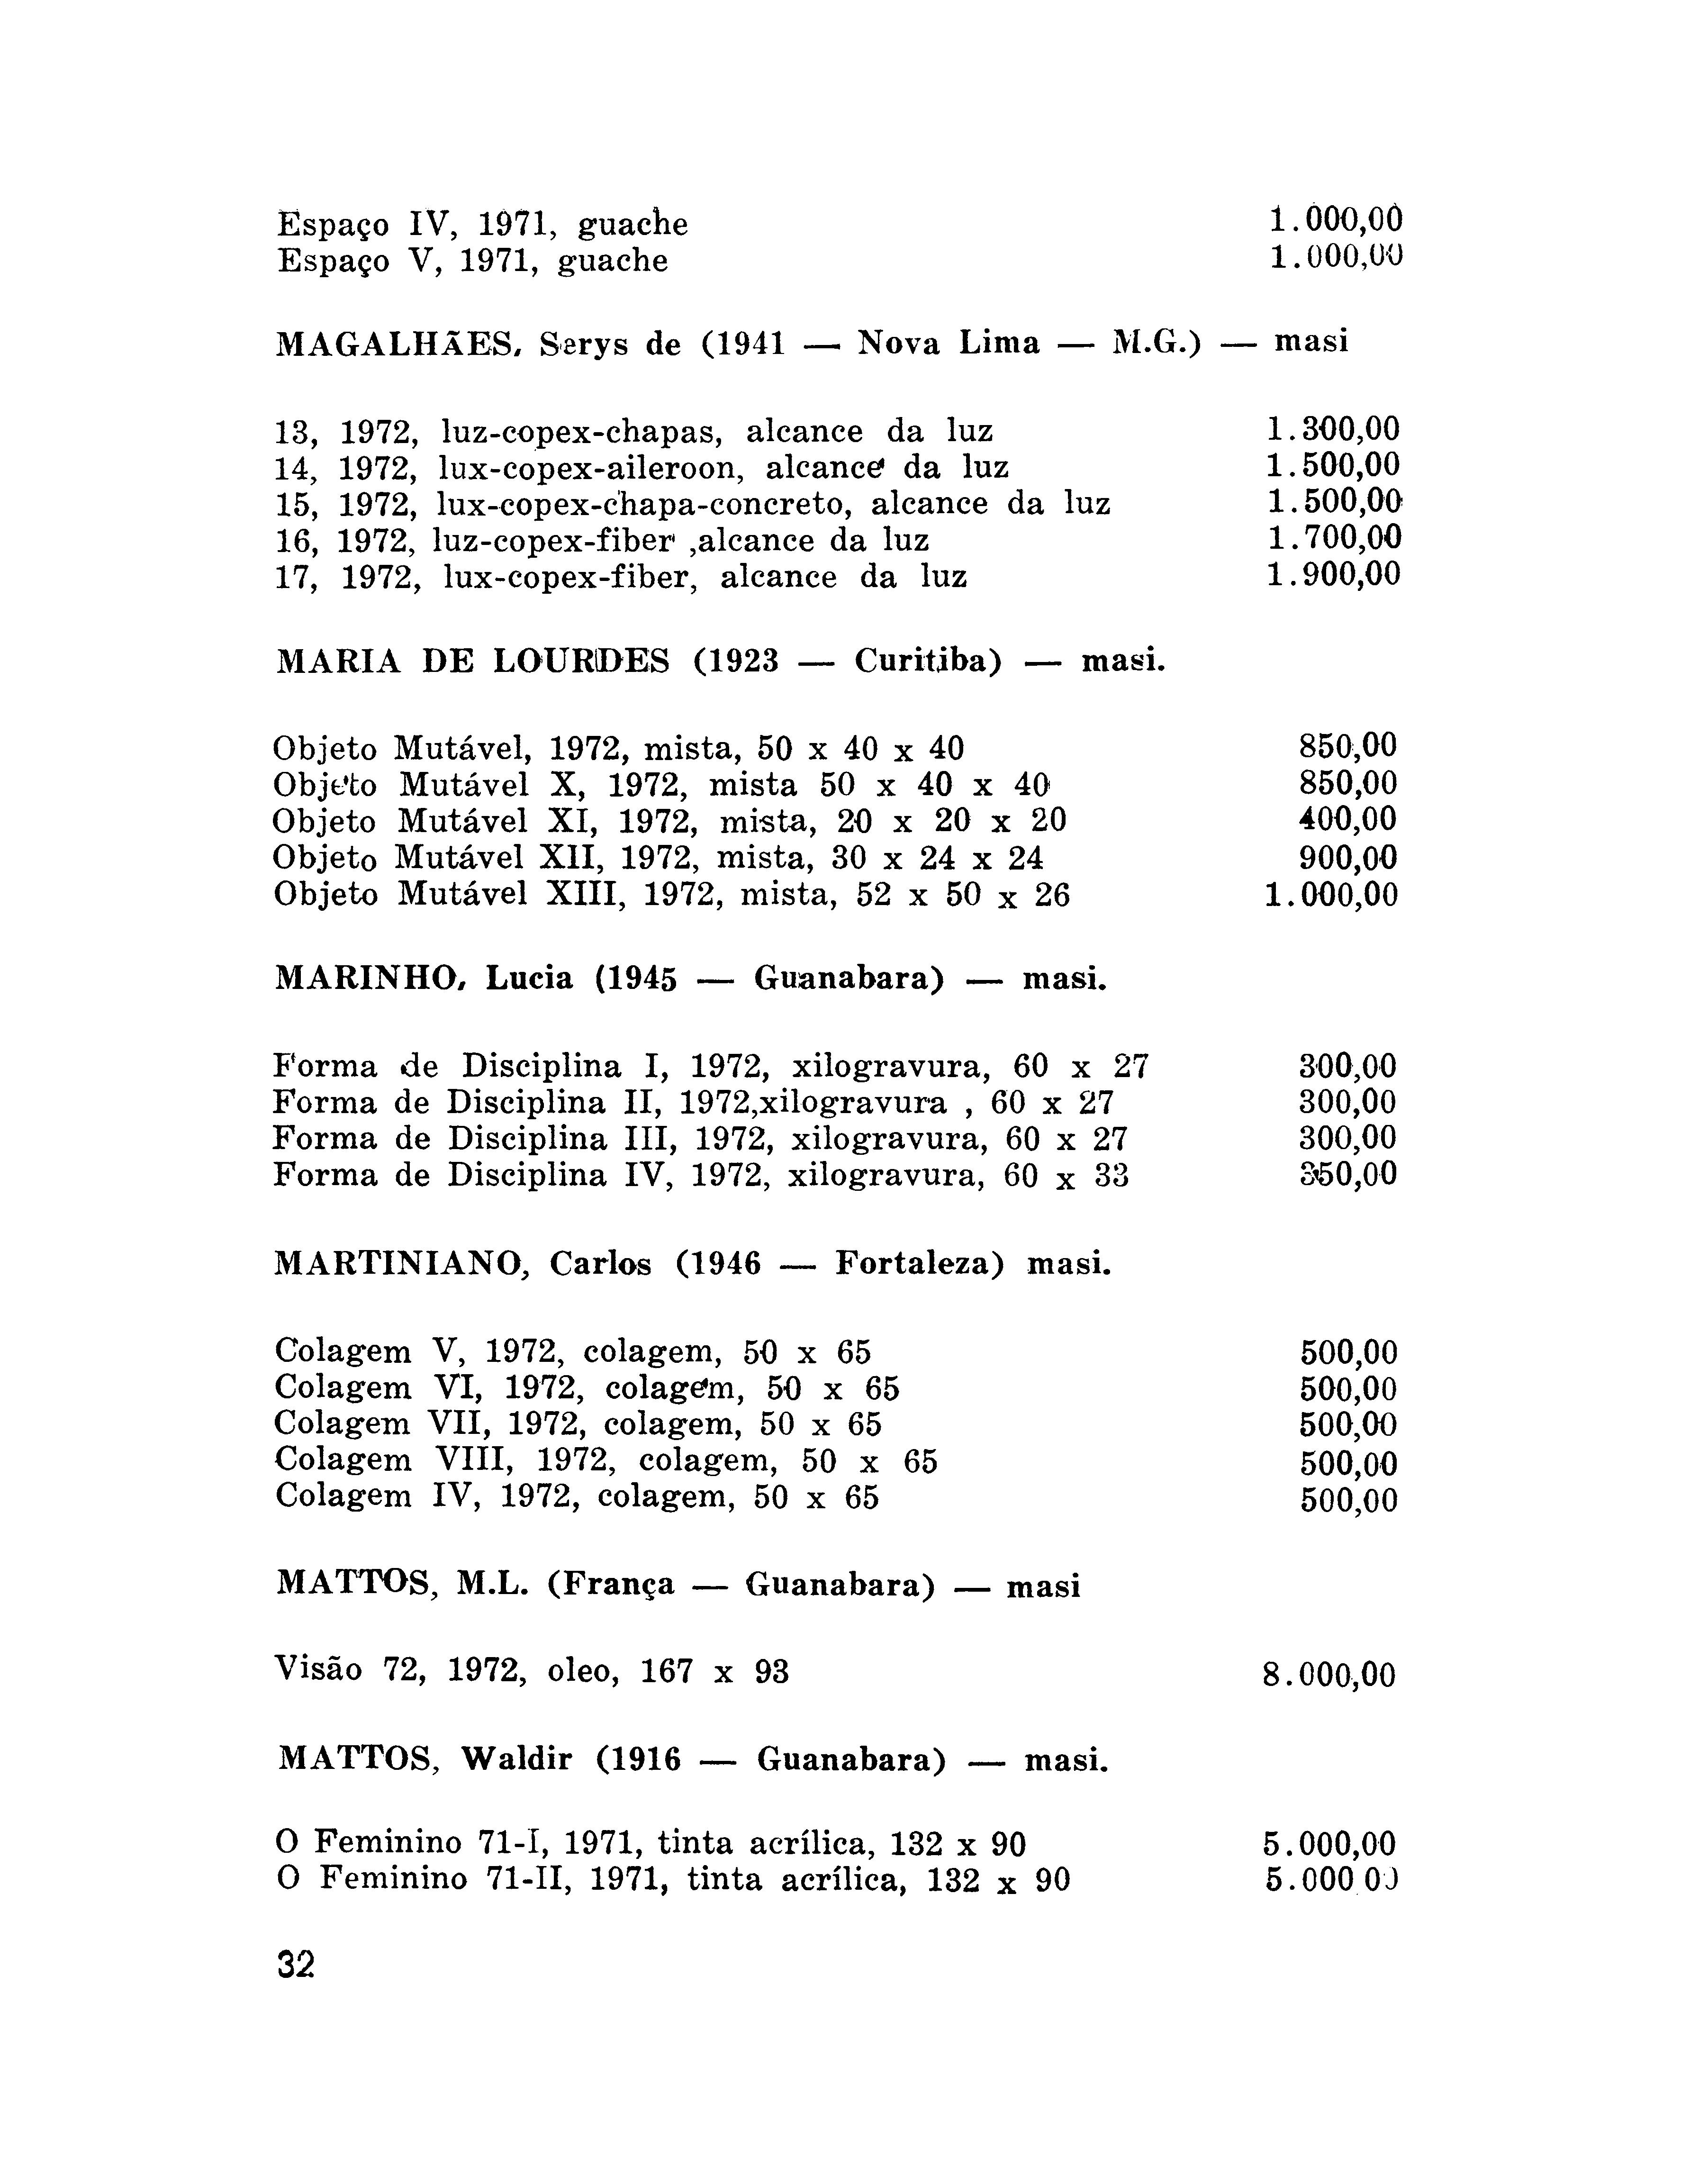 Espaço IV, 1971, guache 1.000,00
Espaço V, 1971, guache 1.000,00
MAGALHÃES, Serys de (1941 — Nova Lima — M.G.) — masi
13, 1972, luz-copex-chapas, alcance da luz 1.300,00
14, 1972, lux-copex-aileroon, alcance da luz 1.500,00
15, 1972, lux-copex-chapa-concreto, alcance da luz 1.500,00
16, 1972, luz-copex-fiber ,alcance da luz 1.700,00
17, 1972, lux-copex-fiber, alcance da luz 1.900,00
MARIA DE LOURDES (1923 — Curitiba) — masi.
Objeto Mutável, 1972, mista, 50 x 40 x 40 850,00
Objeto Mutável X, 1972, mista 50 x 40 x 40 850,00
Objeto Mutável XI, 1972, mista, 20 x 20 x 20 400,00
Objeto Mutável XII, 1972, mista, 30 x 24 x 24 900,00
Objeto Mutável XIII, 1972, mista, 52 x 50 x 26 1.000,00
MARINHO, Lucia (1945 — Guanabara) — masi.
Forma de Disciplina I, 1972, xilogravura, 60 x 27 300,00
Forma de Disciplina II, 1972,xilogravura , 60 x 27 300,00
Forma de Disciplina III, 1972, xilogravura, 60 x 27 300,00
Forma de Disciplina IV, 1972, xilogravura, 60 x 33 350,00
MARTINIANO, Carlos (1946 — Fortaleza) masi.
Colagem V, 1972, colagem, 50 x 65 500,00
Colagem VI, 1972, colagem, 50 x 65 500,00
Colagem VII, 1972, colagem, 50 x 65 500,00
Colagem VIII, 1972, colagem, 50 x 65 500,00
Colagem IV, 1972, colagem, 50 x 65 500,00
MATTOS, M.L. (França — Guanabara) — masi
Visão 72, 1972, oleo, 167 x 93 8.000,00
MATTOS, Waldir (1916 — Guanabara) — masi.
O Feminino 71-I, 1971, tinta acrílica, 132 x 90 5.000,00
O Feminino 71-II, 1971, tinta acrílica, 132 x 90 5.000 00
32